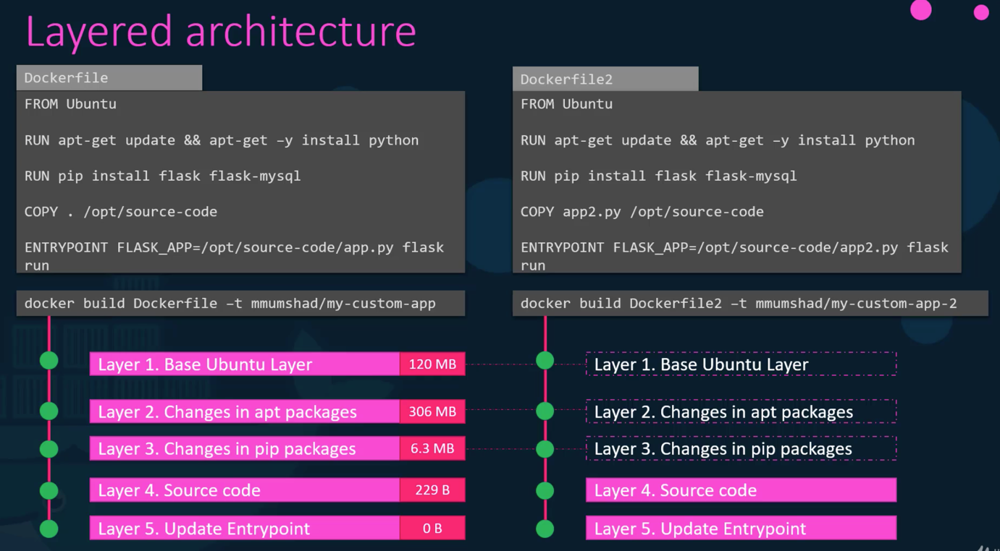 Layered architecture
Dockerfile
FROM Ubuntu
RUN apt-get update && apt-get –y install python
RUN pip install flask flask-mysql
COPY . /opt/source-code
ENTRYPOINT FLASK_APP=/opt/source-code/app.py flask
run
docker build Dockerfile –t mmumshad/my-custom-app
Layer 1. Base Ubuntu Layer 120 MB
Layer 2. Changes in apt packages 306 MB
Layer 3. Changes in pip packages 6.3 MB
Layer 4. Source code 229 B
Layer 5. Update Entrypoint 0 B
Dockerfile2
FROM Ubuntu
RUN apt-get update && apt-get –y install python
RUN pip install flask flask-mysql
COPY app2.py /opt/source-code
ENTRYPOINT FLASK_APP=/opt/source-code/app2.py flask
run
docker build Dockerfile2 –t mmumshad/my-custom-app-2
Layer 1. Base Ubuntu Layer
Layer 2. Changes in apt packages
Layer 3. Changes in pip packages
Layer 4. Source code
Layer 5. Update Entrypoint